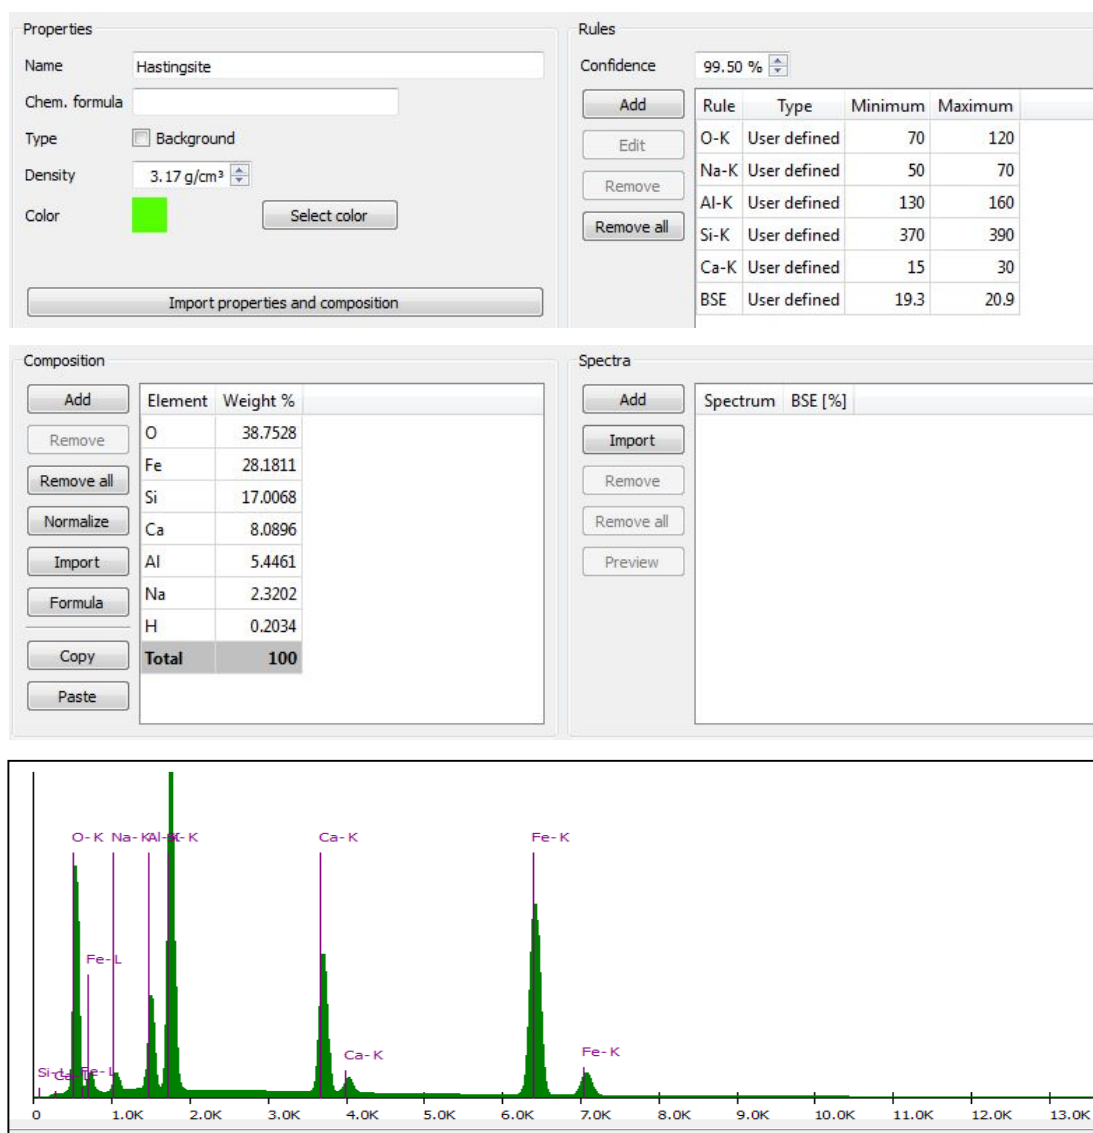 Properties
Name Hastingsite
Chem. formula
Type Background
Density 3.17 g/cm³
Color Select color
Import properties and composition
Rules
Confidence 99.50 %
Add
Edit
Remove
Remove all
Rule Type Minimum Maximum
O-K User defined 70 120
Na-K User defined 50 70
Al-K User defined 130 160
Si-K User defined 370 390
Ca-K User defined 15 30
BSE User defined 19.3 20.9
Composition
Add
Remove
Remove all
Normalize
Import
Formula
Copy
Paste
Element Weight %
O 38.7528
Fe 28.1811
Si 17.0068
Ca 8.0896
Al 5.4461
Na 2.3202
H 0.2034
Total 100
Spectra
Add
Import
Remove
Remove all
Preview
Spectrum BSE [%]
O-K Na-K Ca-K Fe-K
Fe-L
Ca-K Fe-K
Fe-L
0 1.0K 2.0K 3.0K 4.0K 5.0K 6.0K 7.0K 8.0K 9.0K 10.0K 11.0K 12.0K 13.0K